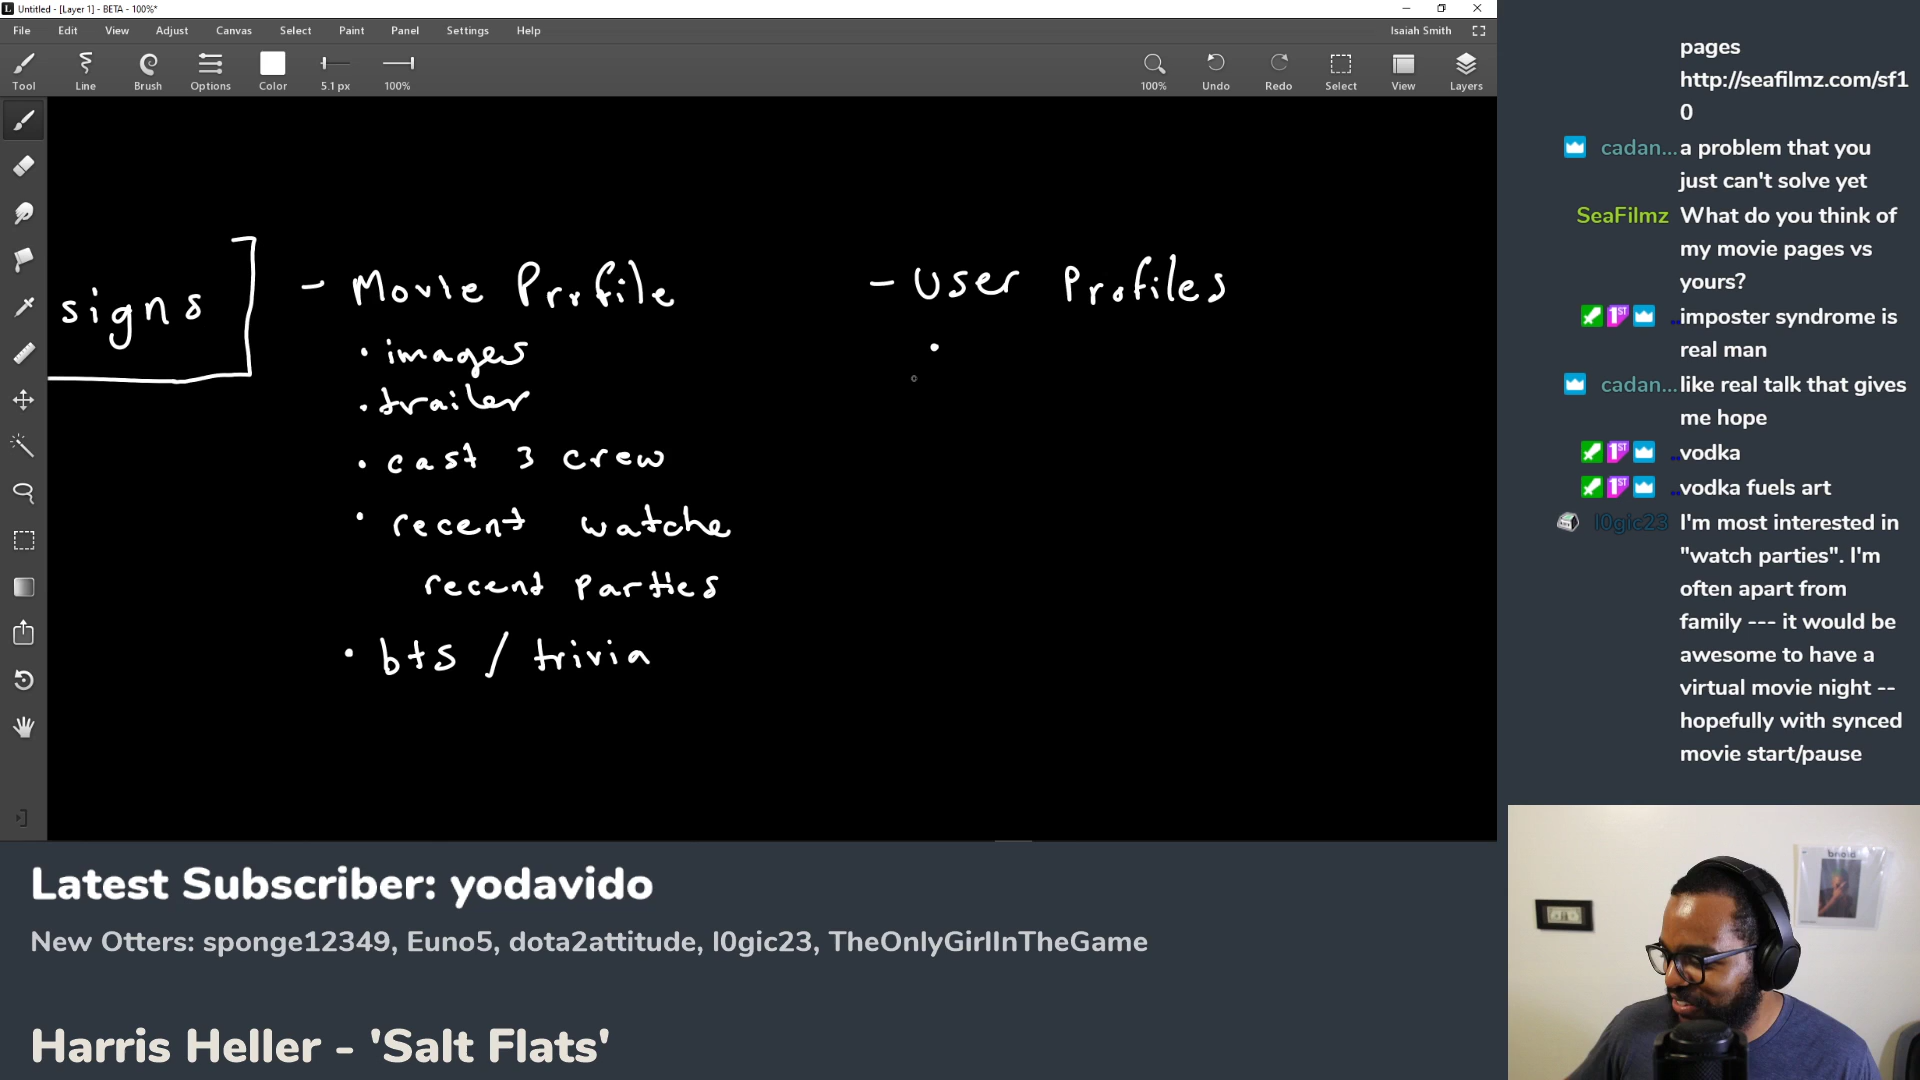 Untitled - [Layer 1] - BETA - 100%*
File Edit View Adjust Canvas Select Paint Panel Settings Help
Isaiah Smith
Tool Line Brush Options Color 5.1 px 100%
100% Undo Redo Select View Layers
signs
- Movie Profile
• images
• trailer
• cast & crew
• recent watche
recent parties
• bts / trivia
- User Profiles
•
pages
http://seafilmz.com/sf1
0
cadan... a problem that you
just can't solve yet
SeaFilmz What do you think of
my movie pages vs
yours?
1ST ..imposter syndrome is
real man
cadan... like real talk that gives
me hope
1ST ..vodka
1ST ..vodka fuels art
l0gic23 I'm most interested in
"watch parties". I'm
often apart from
family --- it would be
awesome to have a
virtual movie night --
hopefully with synced
movie start/pause
Latest Subscriber: yodavido
New Otters: sponge12349, Euno5, dota2attitude, l0gic23, TheOnlyGirlInTheGame
Harris Heller - 'Salt Flats'